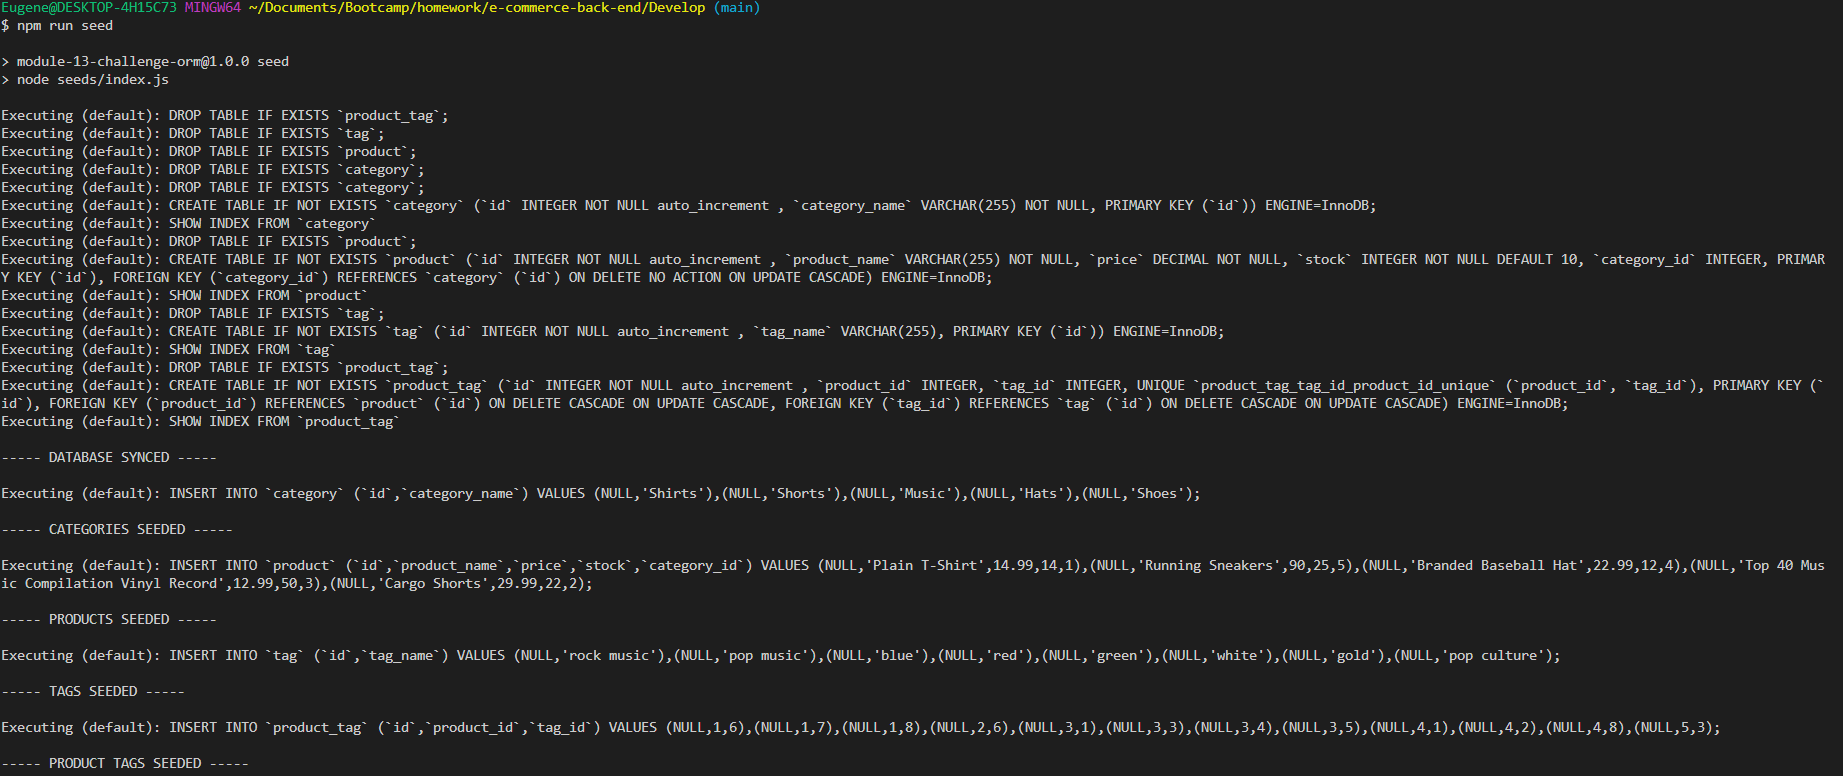 Eugene@DESKTOP-4H15C73 MINGW64 ~/Documents/Bootcamp/homework/e-commerce-back-end/Develop (main)
$ npm run seed
> module-13-challenge-orm@1.0.0 seed
> node seeds/index.js
Executing (default): DROP TABLE IF EXISTS `product_tag`;
Executing (default): DROP TABLE IF EXISTS `tag`;
Executing (default): DROP TABLE IF EXISTS `product`;
Executing (default): DROP TABLE IF EXISTS `category`;
Executing (default): DROP TABLE IF EXISTS `category`;
Executing (default): CREATE TABLE IF NOT EXISTS `category` (`id` INTEGER NOT NULL auto_increment , `category_name` VARCHAR(255) NOT NULL, PRIMARY KEY (`id`)) ENGINE=InnoDB;
Executing (default): SHOW INDEX FROM `category`
Executing (default): DROP TABLE IF EXISTS `product`;
Executing (default): CREATE TABLE IF NOT EXISTS `product` (`id` INTEGER NOT NULL auto_increment , `product_name` VARCHAR(255) NOT NULL, `price` DECIMAL NOT NULL, `stock` INTEGER NOT NULL DEFAULT 10, `category_id` INTEGER, PRIMAR
Y KEY (`id`), FOREIGN KEY (`category_id`) REFERENCES `category` (`id`) ON DELETE NO ACTION ON UPDATE CASCADE) ENGINE=InnoDB;
Executing (default): SHOW INDEX FROM `product`
Executing (default): DROP TABLE IF EXISTS `tag`;
Executing (default): CREATE TABLE IF NOT EXISTS `tag` (`id` INTEGER NOT NULL auto_increment , `tag_name` VARCHAR(255), PRIMARY KEY (`id`)) ENGINE=InnoDB;
Executing (default): SHOW INDEX FROM `tag`
Executing (default): DROP TABLE IF EXISTS `product_tag`;
Executing (default): CREATE TABLE IF NOT EXISTS `product_tag` (`id` INTEGER NOT NULL auto_increment , `product_id` INTEGER, `tag_id` INTEGER, UNIQUE `product_tag_tag_id_product_id_unique` (`product_id`, `tag_id`), PRIMARY KEY (`
id`), FOREIGN KEY (`product_id`) REFERENCES `product` (`id`) ON DELETE CASCADE ON UPDATE CASCADE, FOREIGN KEY (`tag_id`) REFERENCES `tag` (`id`) ON DELETE CASCADE ON UPDATE CASCADE) ENGINE=InnoDB;
Executing (default): SHOW INDEX FROM `product_tag`
----- DATABASE SYNCED -----
Executing (default): INSERT INTO `category` (`id`,`category_name`) VALUES (NULL,'Shirts'),(NULL,'Shorts'),(NULL,'Music'),(NULL,'Hats'),(NULL,'Shoes');
----- CATEGORIES SEEDED -----
Executing (default): INSERT INTO `product` (`id`,`product_name`,`price`,`stock`,`category_id`) VALUES (NULL,'Plain T-Shirt',14.99,14,1),(NULL,'Running Sneakers',90,25,5),(NULL,'Branded Baseball Hat',22.99,12,4),(NULL,'Top 40 Mus
ic Compilation Vinyl Record',12.99,50,3),(NULL,'Cargo Shorts',29.99,22,2);
----- PRODUCTS SEEDED -----
Executing (default): INSERT INTO `tag` (`id`,`tag_name`) VALUES (NULL,'rock music'),(NULL,'pop music'),(NULL,'blue'),(NULL,'red'),(NULL,'green'),(NULL,'white'),(NULL,'gold'),(NULL,'pop culture');
----- TAGS SEEDED -----
Executing (default): INSERT INTO `product_tag` (`id`,`product_id`,`tag_id`) VALUES (NULL,1,6),(NULL,1,7),(NULL,1,8),(NULL,2,6),(NULL,3,1),(NULL,3,3),(NULL,3,4),(NULL,3,5),(NULL,4,1),(NULL,4,2),(NULL,4,8),(NULL,5,3);
----- PRODUCT TAGS SEEDED -----